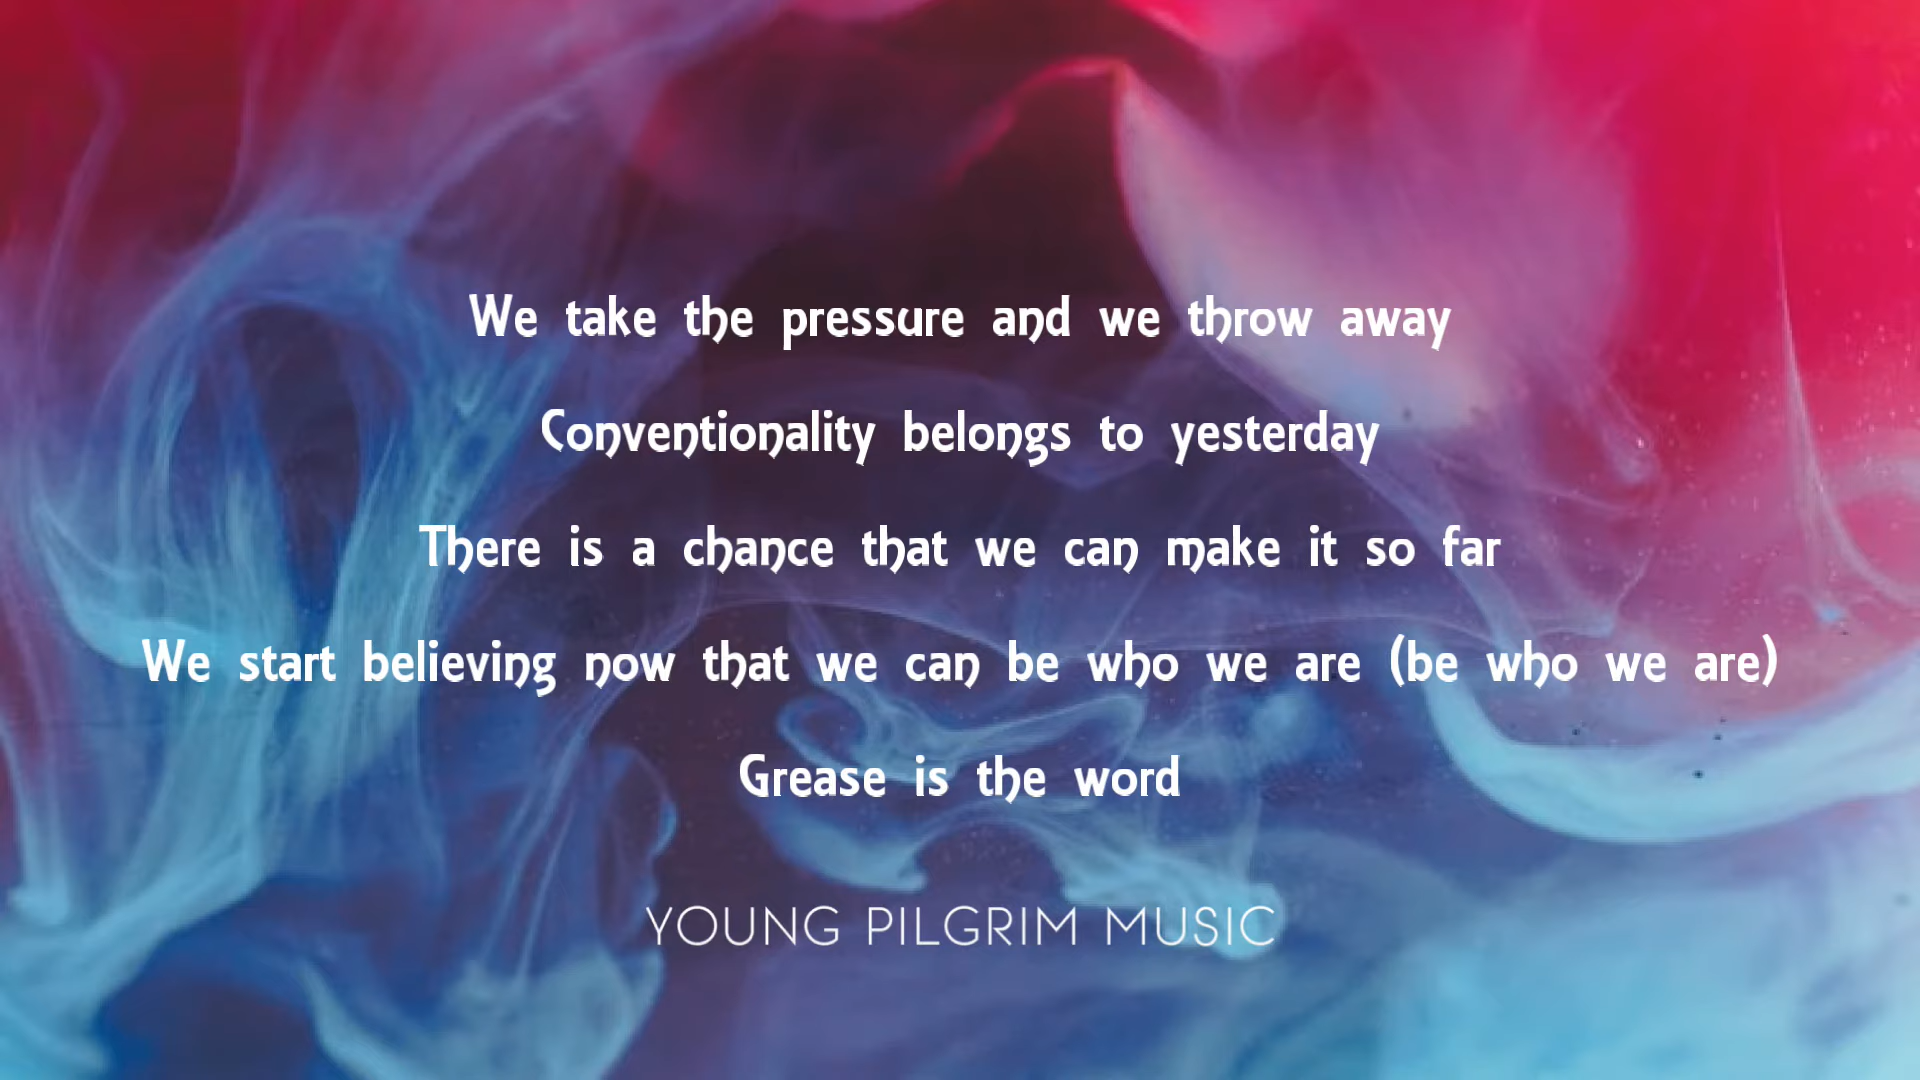 We take the pressure and we throw away
Conventionality belongs to yesterday
There is a chance that we can make it so far
We start believing now that we can be who we are (be who we are)
Grease is the word
YOUNG PILGRIM MUSIC